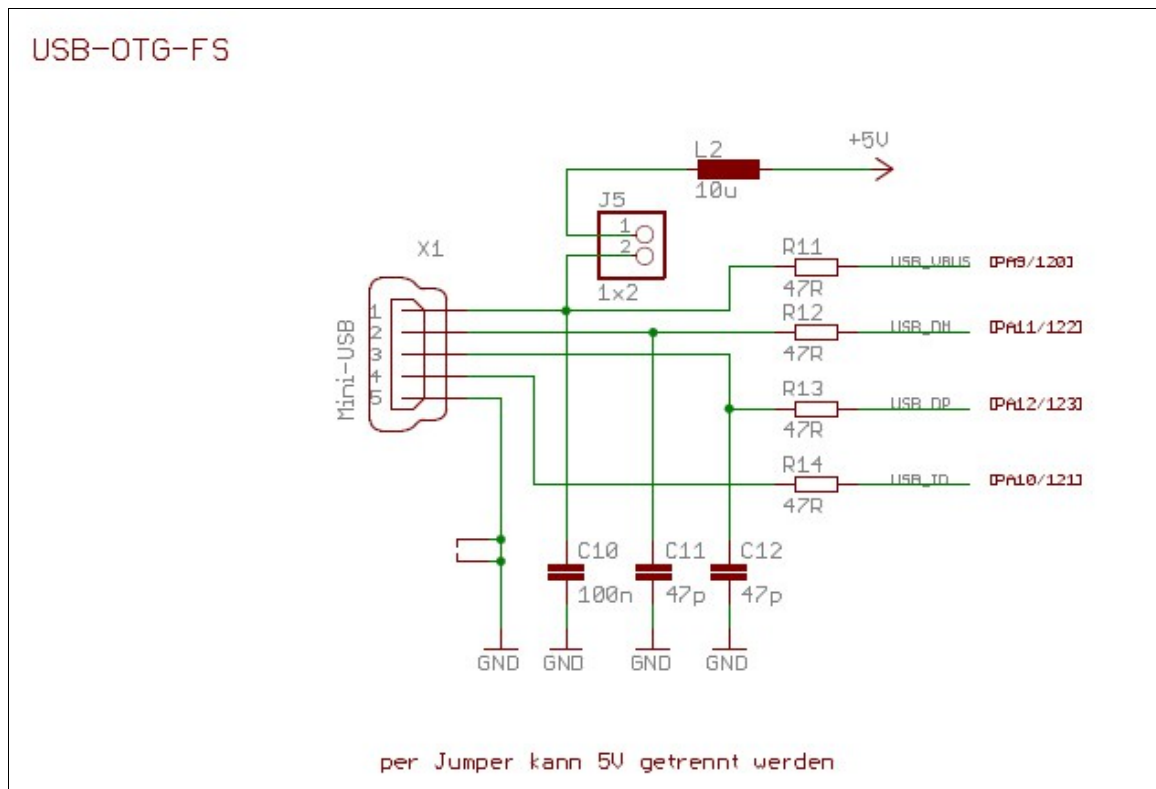 USB-OTG-FS
L2
+5V
10u
J5
1
2
1x2
X1
Mini-USB
1
2
3
4
5
R11
47R
USB_VBUS [PA9/120]
R12
47R
USB_DM [PA11/122]
R13
47R
USB_DP [PA12/123]
R14
47R
USB_ID [PA10/121]
C10
100n
C11
47p
C12
47p
GND GND GND GND
per Jumper kann 5V getrennt werden